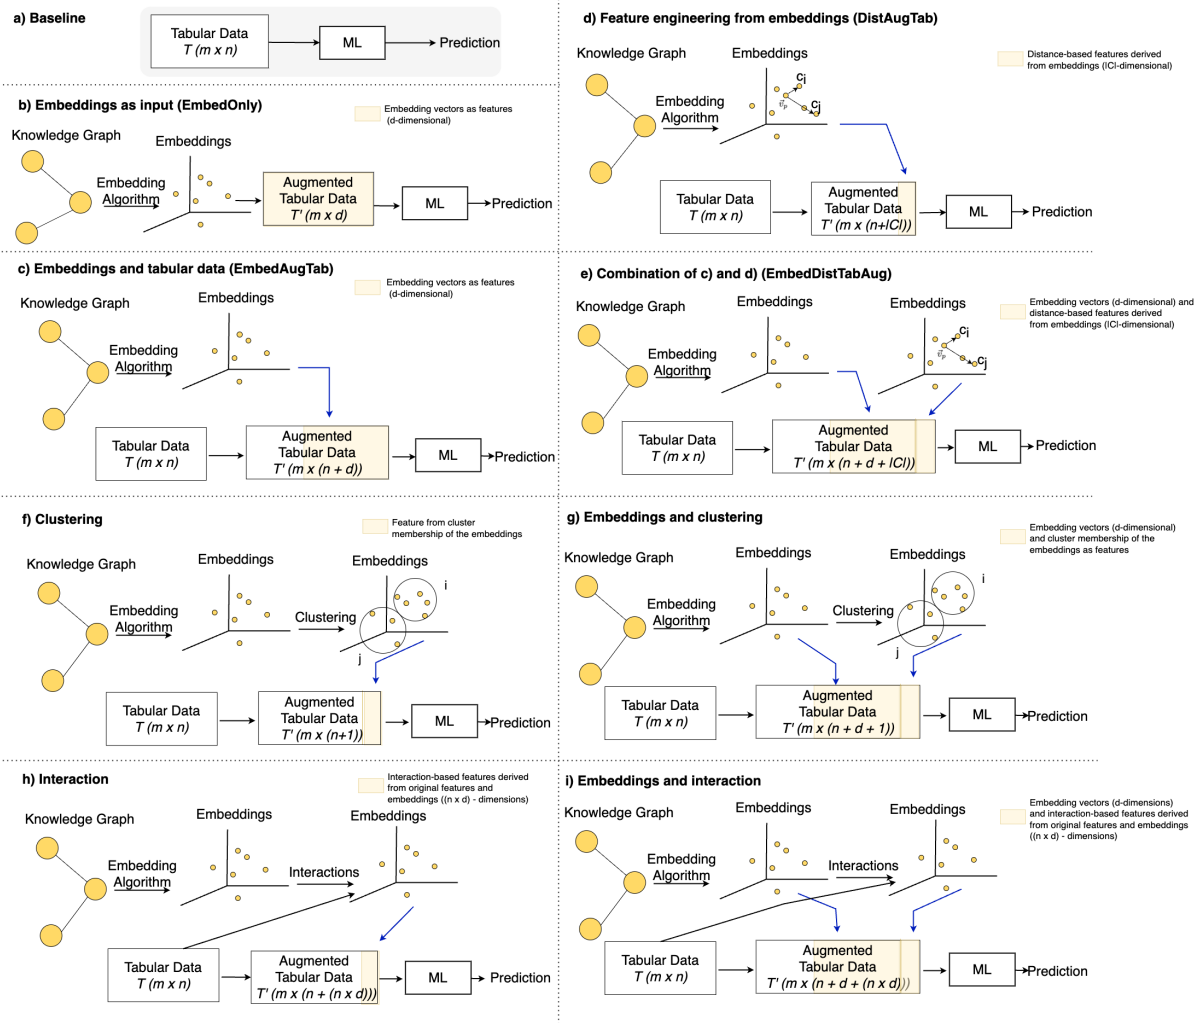 a) Baseline
Tabular Data
T (m x n)
ML
Prediction
b) Embeddings as input (EmbedOnly)
Embedding vectors as features
(d-dimensional)
Knowledge Graph
Embeddings
Embedding
Algorithm
Augmented
Tabular Data
T' (m x d)
ML
Prediction
c) Embeddings and tabular data (EmbedAugTab)
Embedding vectors as features
(d-dimensional)
Knowledge Graph
Embeddings
Embedding
Algorithm
Tabular Data
T (m x n)
Augmented
Tabular Data
T' (m x (n + d))
ML
Prediction
d) Feature engineering from embeddings (DistAugTab)
Knowledge Graph
Embeddings
Distance-based features derived
from embeddings (|C|-dimensional)
Embedding
Algorithm
ci
cj
v⃗p
Tabular Data
T (m x n)
Augmented
Tabular Data
T' (m x (n+|C|))
ML
Prediction
e) Combination of c) and d) (EmbedDistTabAug)
Knowledge Graph
Embeddings
Embeddings
Embedding vectors (d-dimensional) and
distance-based features derived
from embeddings (|C|-dimensional)
Embedding
Algorithm
ci
cj
v⃗p
Tabular Data
T (m x n)
Augmented
Tabular Data
T' (m x (n + d + |C|))
ML
Prediction
f) Clustering
Feature from cluster
membership of the embeddings
Knowledge Graph
Embeddings
Embeddings
Embedding
Algorithm
Clustering
i
j
Tabular Data
T (m x n)
Augmented
Tabular Data
T' (m x (n+1))
ML
Prediction
g) Embeddings and clustering
Embedding vectors (d-dimensional)
and cluster membership of the
embeddings as features
Knowledge Graph
Embeddings
Embeddings
Embedding
Algorithm
Clustering
i
j
Tabular Data
T (m x n)
Augmented
Tabular Data
T' (m x (n + d + 1))
ML
Prediction
h) Interaction
Interaction-based features derived
from original features and
embeddings ((n x d) - dimensions)
Knowledge Graph
Embeddings
Embeddings
Embedding
Algorithm
Interactions
Tabular Data
T (m x n)
Augmented
Tabular Data
T' (m x (n + (n x d)))
ML
Prediction
i) Embeddings and interaction
Embedding vectors (d-dimensions)
and interaction-based features derived
from original features and embeddings
((n x d) - dimensions)
Knowledge Graph
Embeddings
Embeddings
Embedding
Algorithm
Interactions
Tabular Data
T (m x n)
Augmented
Tabular Data
T' (m x (n + d + (n x d)))
ML
Prediction